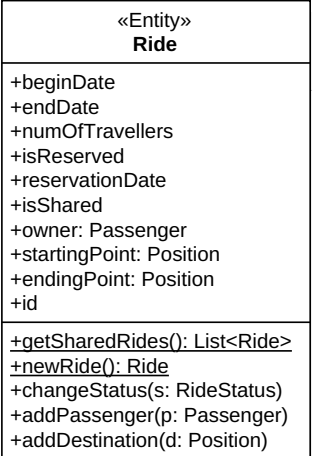 «Entity»
Ride
+beginDate
+endDate
+numOfTravellers
+isReserved
+reservationDate
+isShared
+owner: Passenger
+startingPoint: Position
+endingPoint: Position
+id
+getSharedRides(): List<Ride>
+newRide(): Ride
+changeStatus(s: RideStatus)
+addPassenger(p: Passenger)
+addDestination(d: Position)